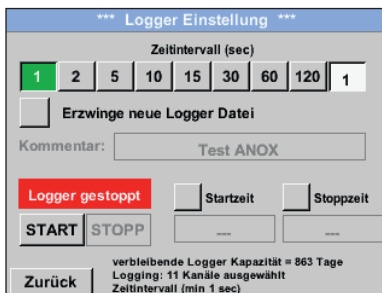 *** Logger Einstellung ***
Zeitintervall (sec)
1 2 5 10 15 30 60 120 1
Erzwinge neue Logger Datei
Kommentar: Test ANOX
Logger gestoppt Startzeit Stoppzeit
START STOPP --- ---
verbleibende Logger Kapazität = 863 Tage
Logging: 11 Kanäle ausgewählt
Zurück Zeitintervall (min 1 sec)